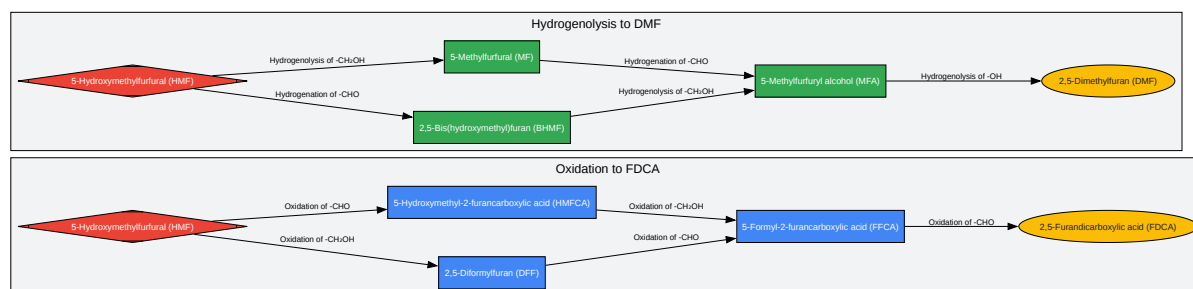 Hydrogenolysis to DMF
5-Hydroxymethylfurfural (HMF)
Hydrogenolysis of -CH₂OH
Hydrogenation of -CHO
5-Methylfurfural (MF)
2,5-Bis(hydroxymethyl)furan (BHMF)
Hydrogenation of -CHO
Hydrogenolysis of -CH₂OH
5-Methylfurfuryl alcohol (MFA)
Hydrogenolysis of -OH
2,5-Dimethylfuran (DMF)
Oxidation to FDCA
5-Hydroxymethylfurfural (HMF)
Oxidation of -CHO
Oxidation of -CH₂OH
5-Hydroxymethyl-2-furancarboxylic acid (HMFCA)
2,5-Diformylfuran (DFF)
Oxidation of -CH₂OH
Oxidation of -CHO
5-Formyl-2-furancarboxylic acid (FFCA)
Oxidation of -CHO
2,5-Furandicarboxylic acid (FDCA)